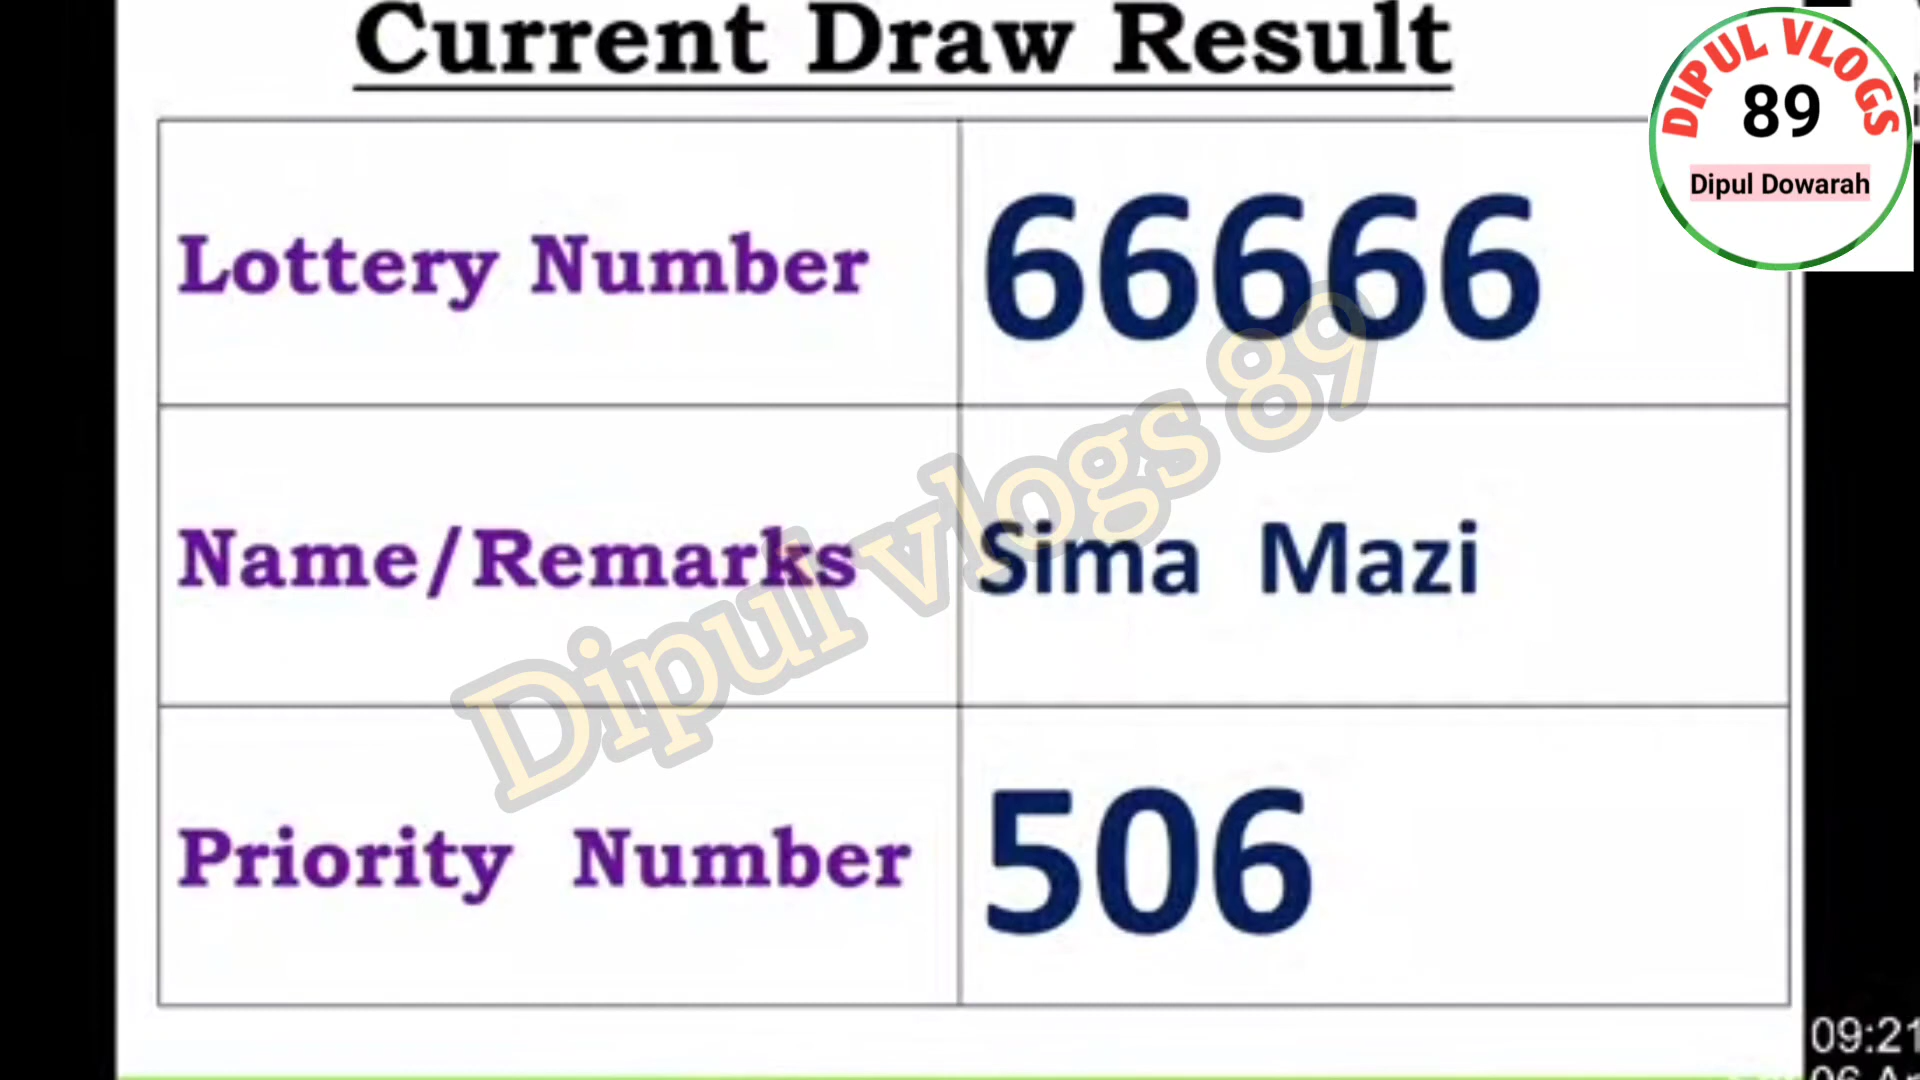 Current Draw Result
DIPUL VLOGS
89
Dipul Dowarah
Lottery Number 66666
Name/Remarks Sima Mazi
Priority Number 506
Dipul vlogs 89
09:21